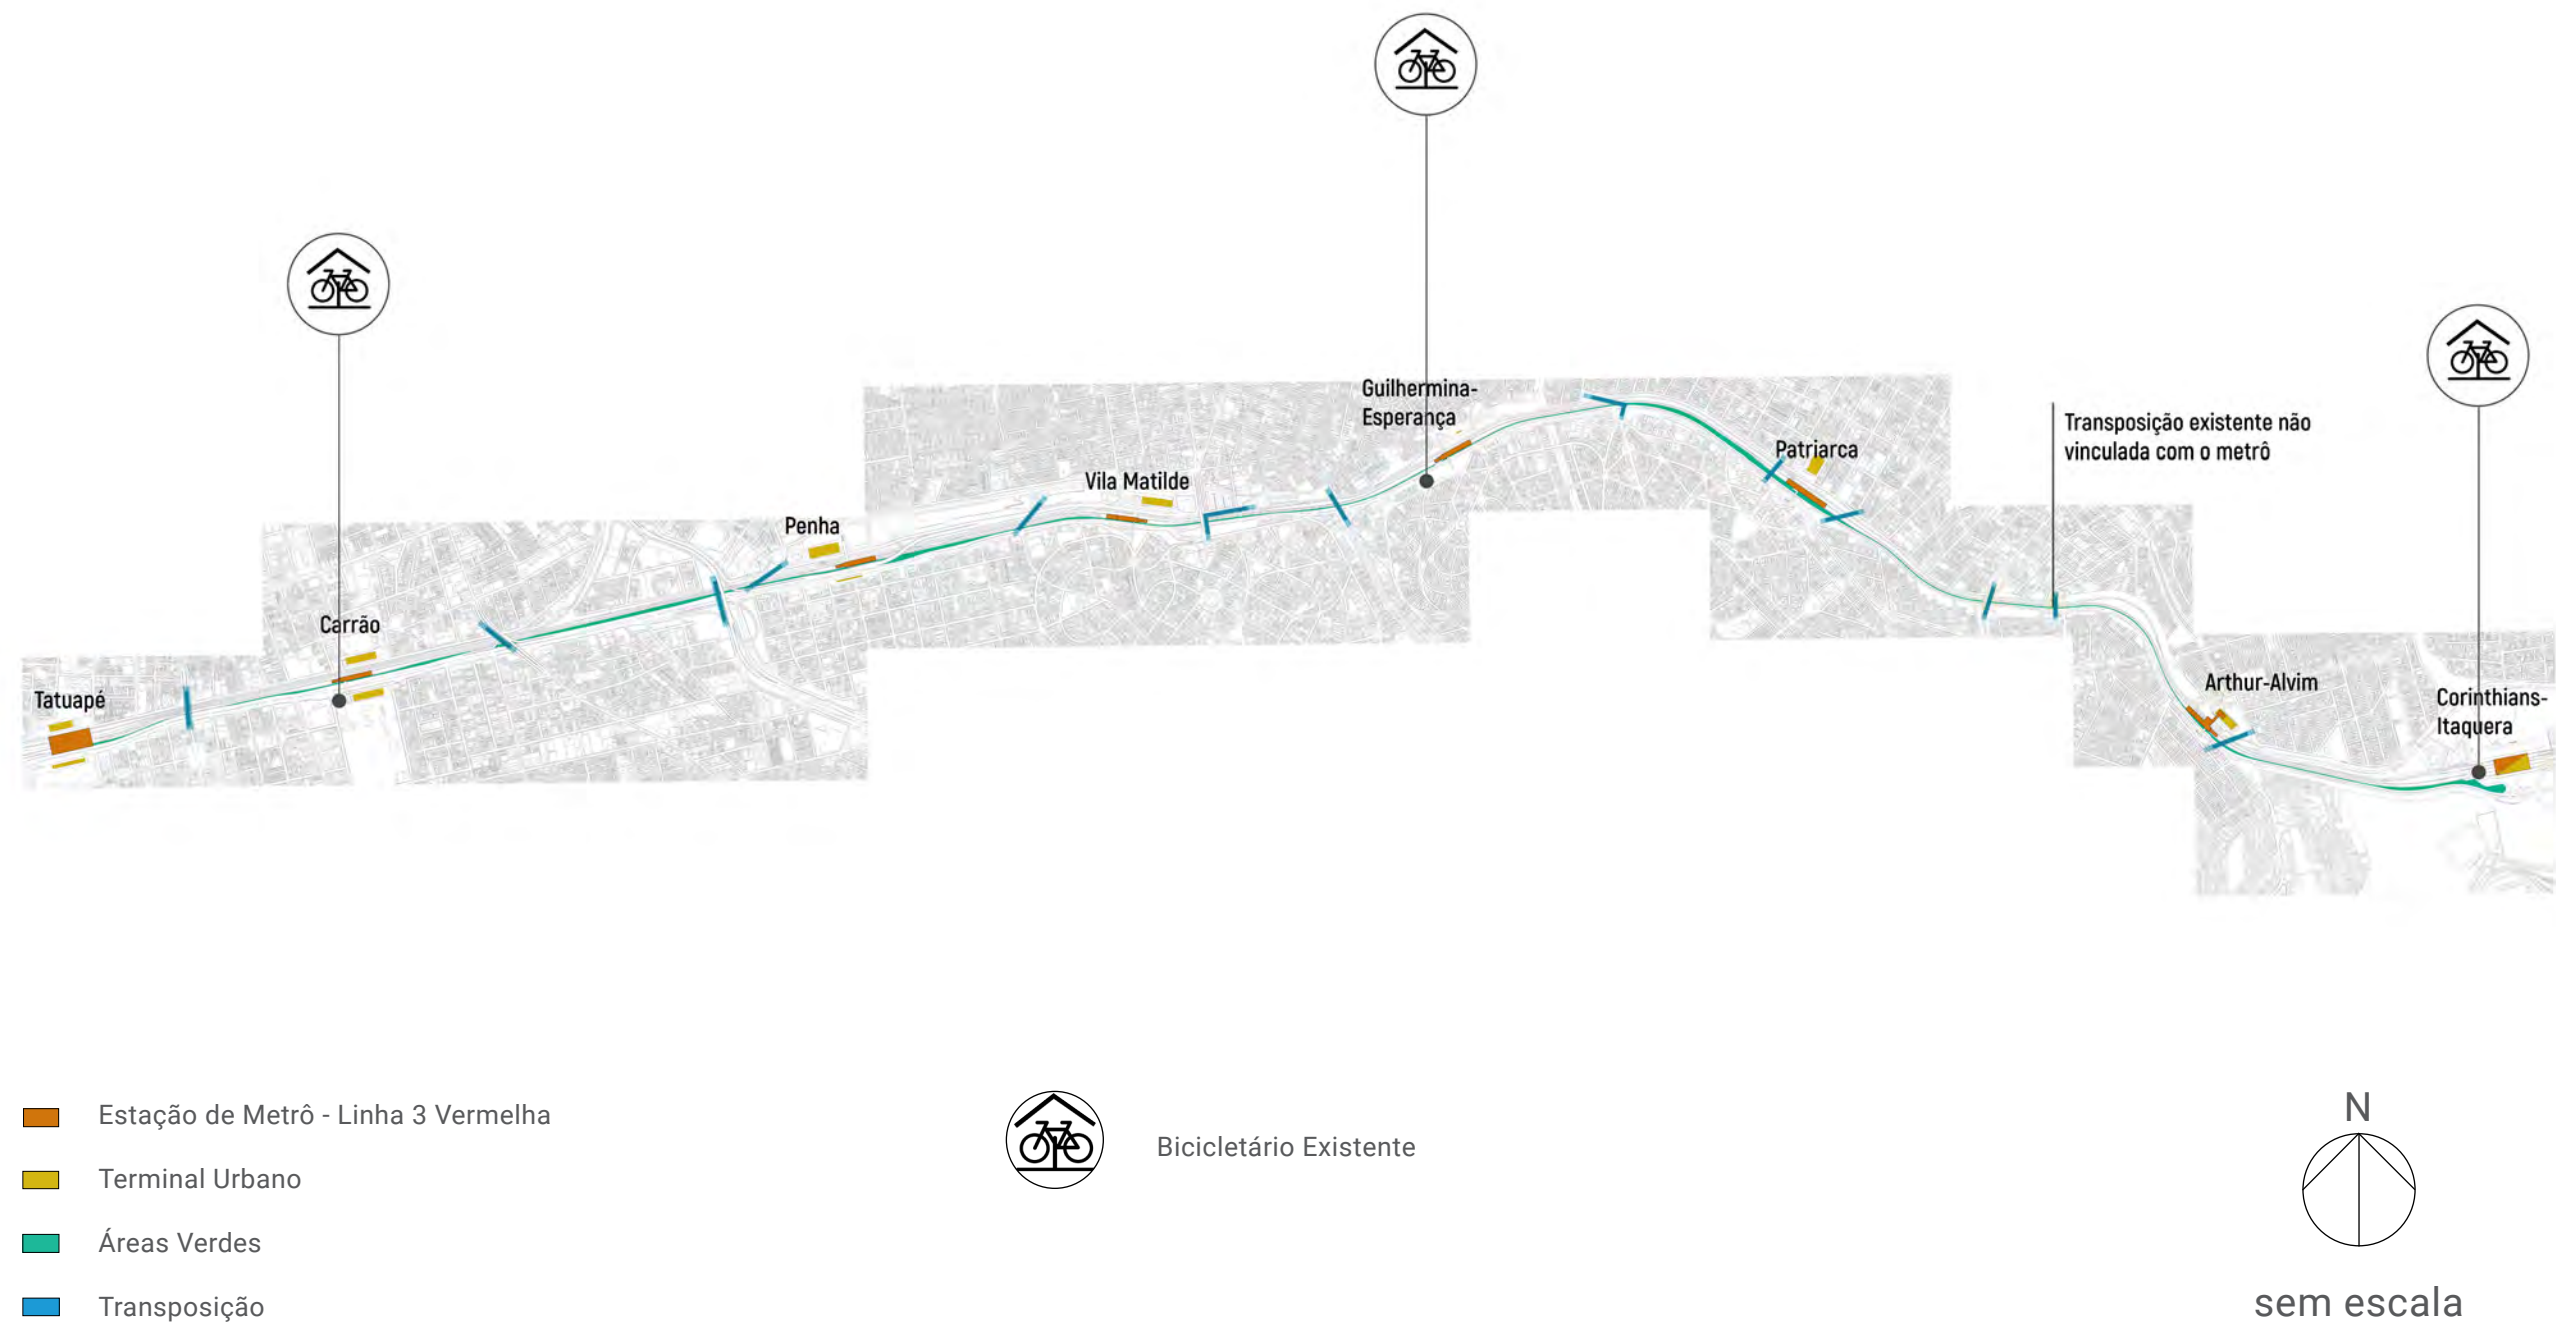 Guilhermina-
Esperança
Transposição existente não
vinculada com o metrô
Patriarca
Vila Matilde
Penha
Carrão
Tatuapé
Arthur-Alvim
Corinthians-
Itaquera
Estação de Metrô - Linha 3 Vermelha
Terminal Urbano
Áreas Verdes
Transposição
Bicicletário Existente
N
sem escala